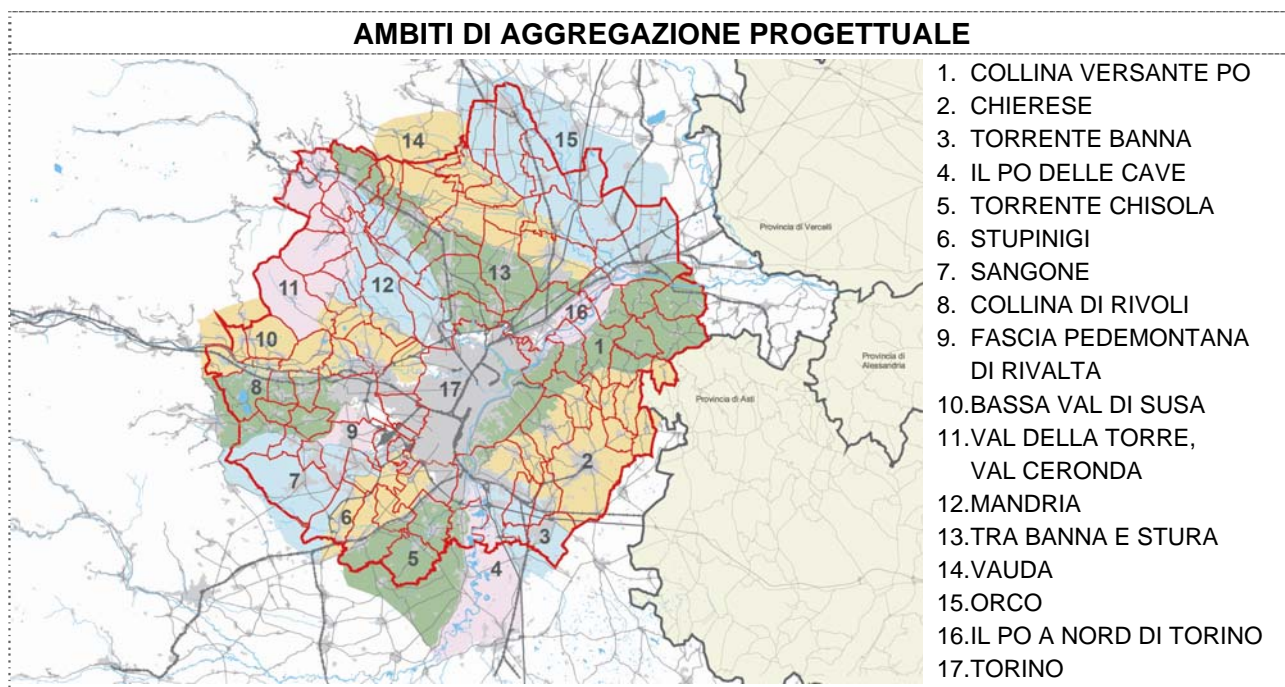 AMBITI DI AGGREGAZIONE PROGETTUALE
14
15
Provincia di Vercelli
13
11
12
16
10
1
Provincia di
Alessandria
17
8
Provincia di Asti
9
2
7
6
3
5
4
1. COLLINA VERSANTE PO
2. CHIERESE
3. TORRENTE BANNA
4. IL PO DELLE CAVE
5. TORRENTE CHISOLA
6. STUPINIGI
7. SANGONE
8. COLLINA DI RIVOLI
9. FASCIA PEDEMONTANA
DI RIVALTA
10.BASSA VAL DI SUSA
11.VAL DELLA TORRE,
VAL CERONDA
12.MANDRIA
13.TRA BANNA E STURA
14.VAUDA
15.ORCO
16.IL PO A NORD DI TORINO
17.TORINO